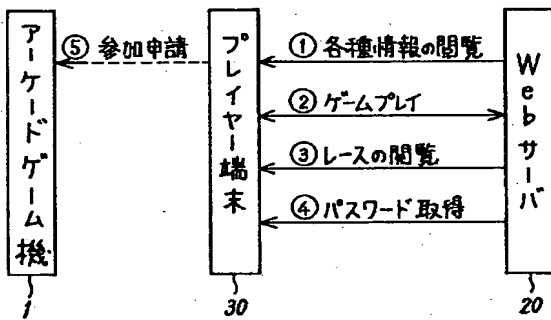 アーケードゲーム機
⑤ 参加申請
プレイヤー端末
① 各種情報の閲覧
② ゲームプレイ
③ レースの閲覧
④ パスワード取得
Webサーバ
1
30
20